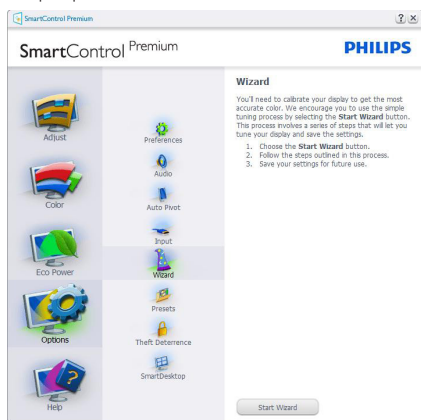 SmartControl Premium
SmartControl Premium
PHILIPS
Adjust
Color
Eco Power
Options
Help
Preferences
Audio
Auto Pivot
Input
Wizard
Presets
Theft Deterrence
SmartDesktop
Wizard
You'll need to calibrate your display to get the most
accurate color. We encourage you to use the simple
tuning process by selecting the Start Wizard button.
This process involves a series of steps that will let you
tune your display and save the settings.
1. Choose the Start Wizard button.
2. Follow the steps outlined in this process.
3. Save your settings for future use.
Start Wizard